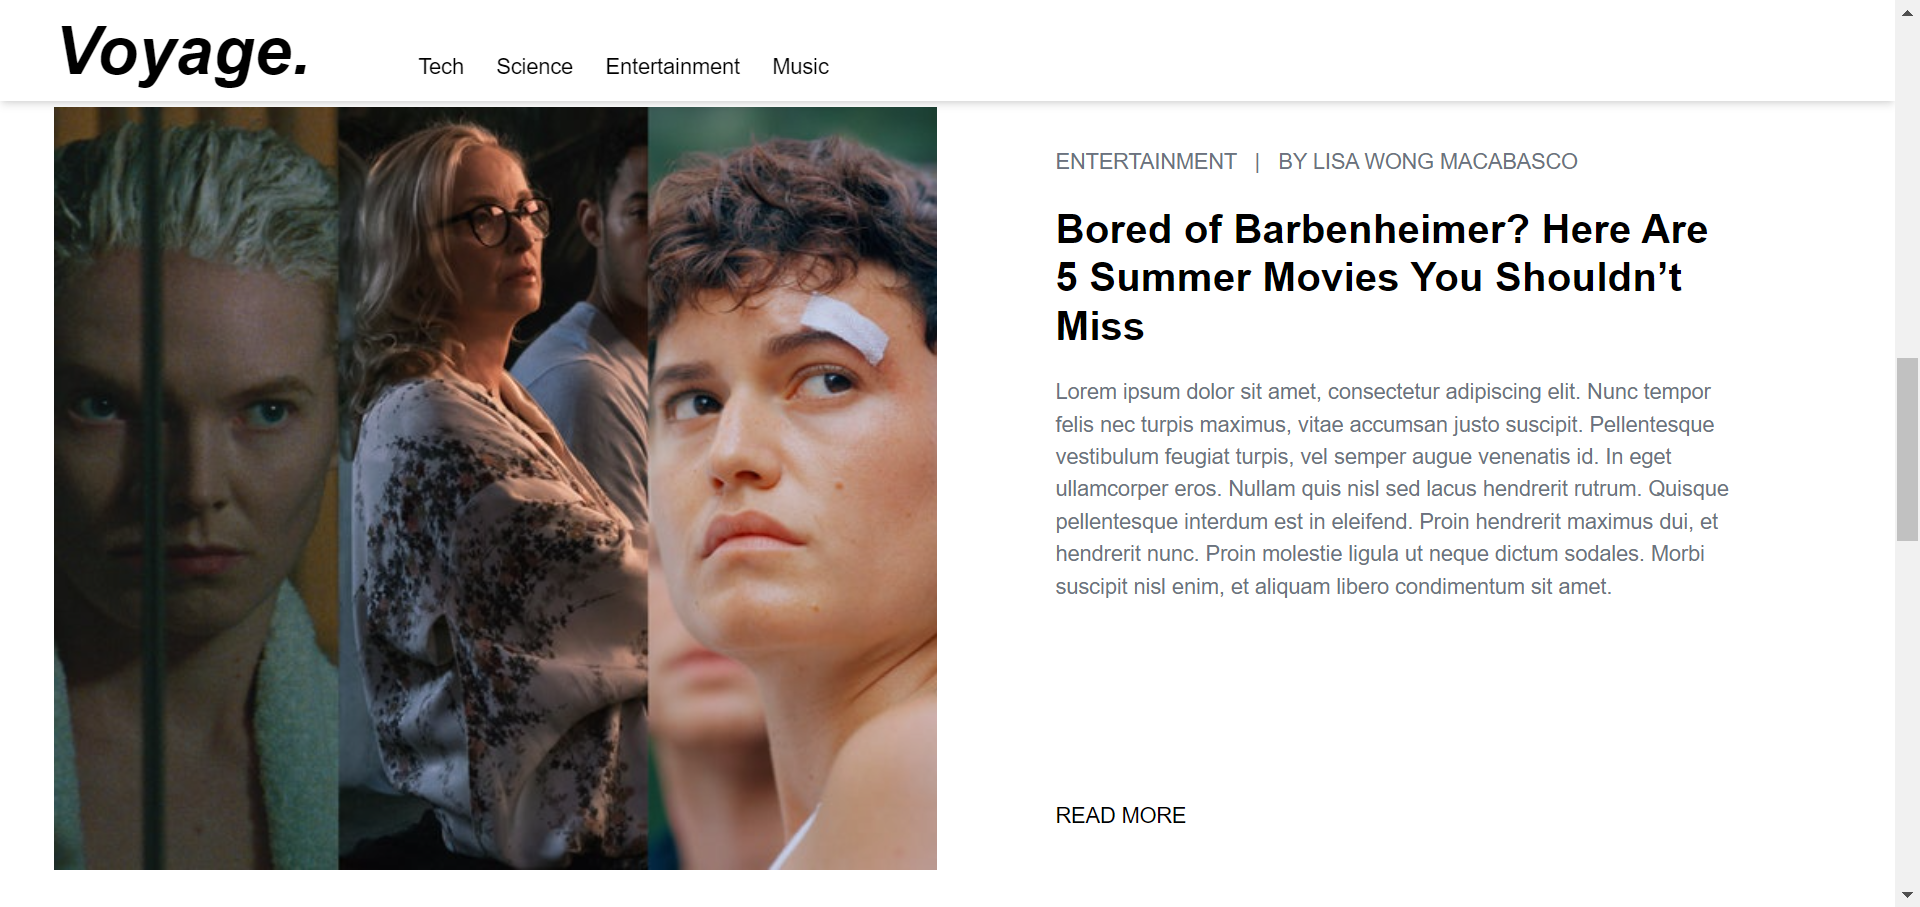 Voyage.
Tech Science Entertainment Music
ENTERTAINMENT | BY LISA WONG MACABASCO
Bored of Barbenheimer? Here Are
5 Summer Movies You Shouldn’t
Miss
Lorem ipsum dolor sit amet, consectetur adipiscing elit. Nunc tempor
felis nec turpis maximus, vitae accumsan justo suscipit. Pellentesque
vestibulum feugiat turpis, vel semper augue venenatis id. In eget
ullamcorper eros. Nullam quis nisl sed lacus hendrerit rutrum. Quisque
pellentesque interdum est in eleifend. Proin hendrerit maximus dui, et
hendrerit nunc. Proin molestie ligula ut neque dictum sodales. Morbi
suscipit nisl enim, et aliquam libero condimentum sit amet.
READ MORE